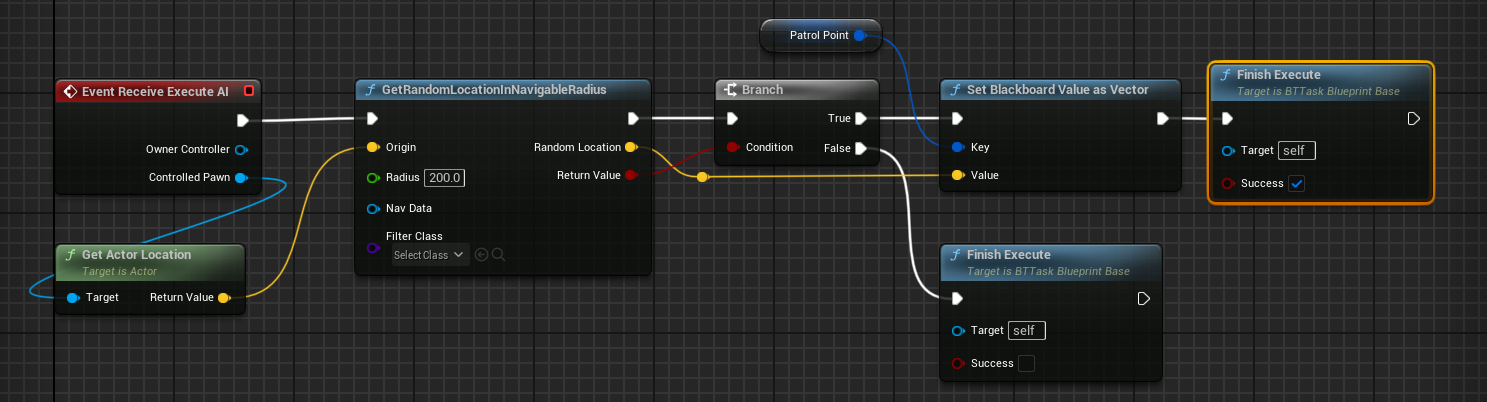 Patrol Point
Event Receive Execute AI
Owner Controller
Controlled Pawn
Get Actor Location
Target is Actor
Target
Return Value
GetRandomLocationInNavigableRadius
Origin
Random Location
Radius 200.0
Return Value
Nav Data
Filter Class
Select Class
Branch
True
Condition
False
Set Blackboard Value as Vector
Key
Value
Finish Execute
Target is BTTask Blueprint Base
Target self
Success
Finish Execute
Target is BTTask Blueprint Base
Target self
Success